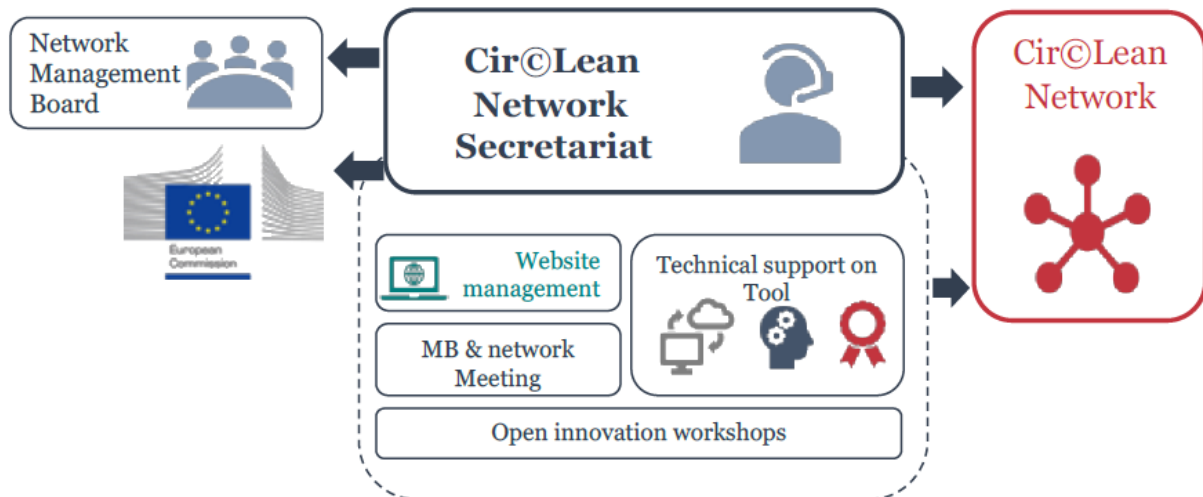 Network
Management
Board
Cir©Lean
Network
Secretariat
Cir©Lean
Network
European
Commission
Website
management
Technical support on
Tool
MB & network
Meeting
Open innovation workshops